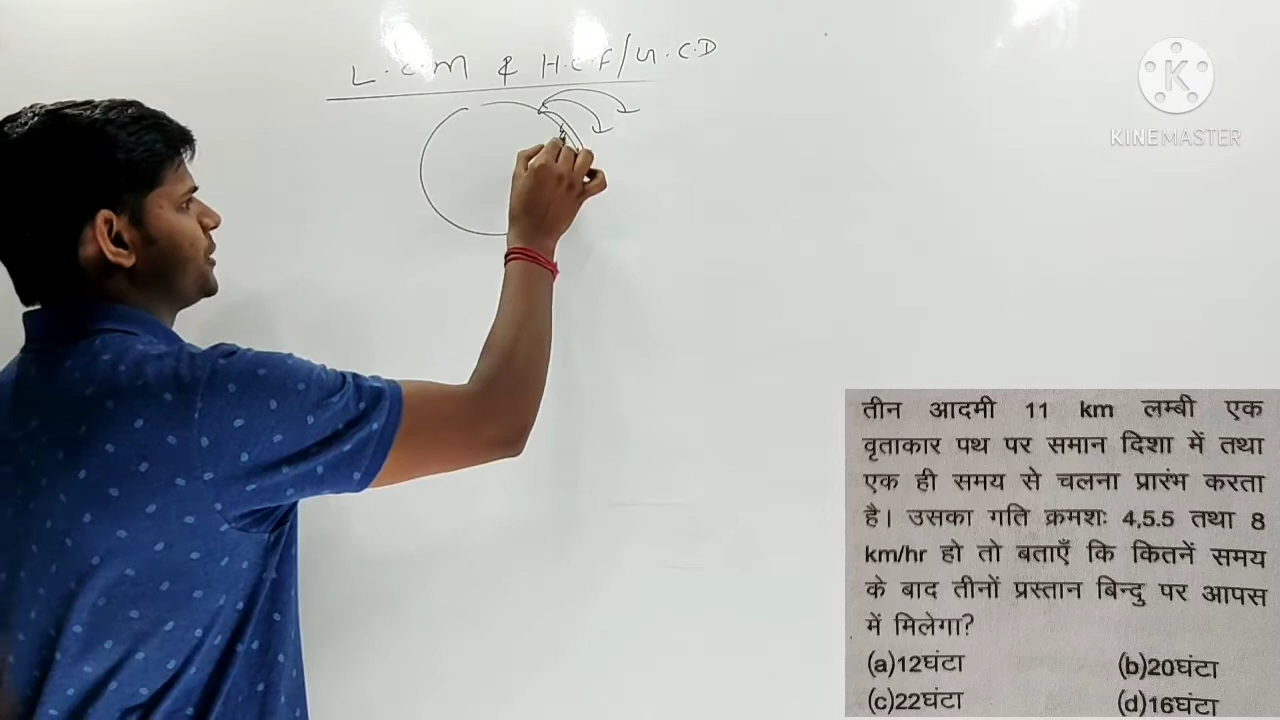 L.C.M & H.C.F/G.C.D
K
KINEMASTER
तीन आदमी 11 km लम्बी एक
वृताकार पथ पर समान दिशा में तथा
एक ही समय से चलना प्रारंभ करता
है। उसका गति क्रमशः 4,5.5 तथा 8
km/hr हो तो बताएँ कि कितनें समय
के बाद तीनों प्रस्तान बिन्दु पर आपस
में मिलेगा?
(a)12घंटा (b)20घंटा
(c)22घंटा (d)16घंटा